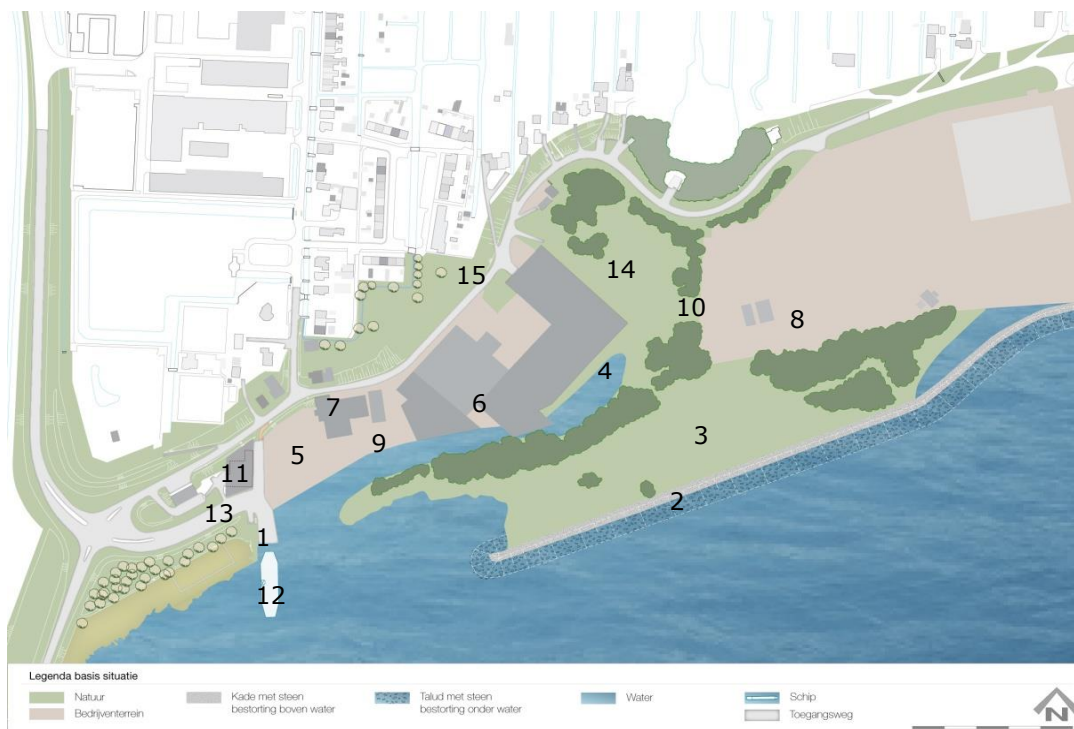 15
14
10
8
4
7
6
5
9
3
11
13
2
1
12
Legenda basis situatie
Natuur
Bedrijventerrein
Kade met steen
bestorting boven water
Talud met steen
bestorting onder water
Water
Schip
Toegangsweg
N